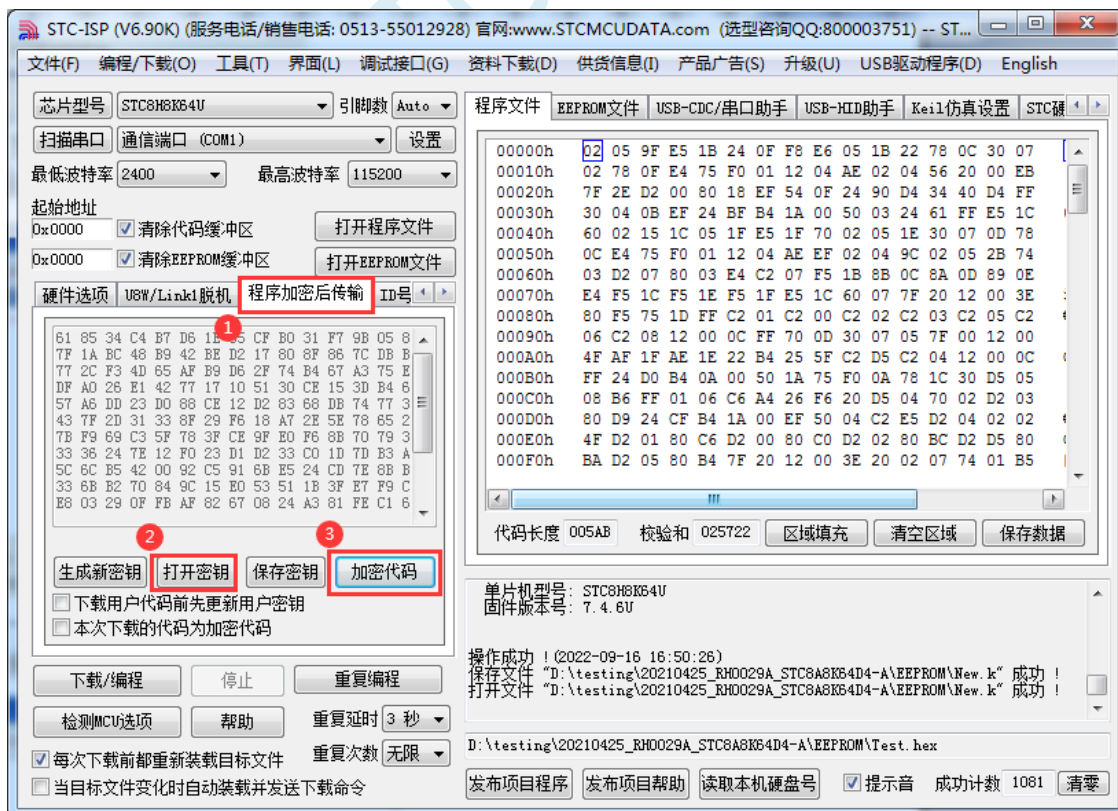 STC-ISP (V6.90K) (服务电话/销售电话: 0513-55012928) 官网:www.STCMCUDATA.com (选型咨询QQ:800003751) -- ST...
文件(F) 编程/下载(O) 工具(T) 界面(L) 调试接口(G) 资料下载(D) 供货信息(I) 产品广告(S) 升级(U) USB驱动程序(D) English
芯片型号 STC8H8K64U 引脚数 Auto
扫描串口 通信端口 (COM1) 设置
最低波特率 2400 最高波特率 115200
起始地址
0x0000 清除代码缓冲区 打开程序文件
0x0000 清除EEPROM缓冲区 打开EEPROM文件
硬件选项 U8W/Link1脱机 程序加密后传输 ID号
1
61 85 34 C4 B7 D6 CF B0 31 F7 9B 05 8
7F 1A BC 48 B9 42 BE D2 17 80 8F 86 7C DB B
77 2C F3 4D 65 AF B9 D6 2F 74 B4 67 A3 75 E
DF A0 26 E1 42 77 17 10 51 30 CE 15 3D B4 6
57 A6 DD 23 D0 88 CE 12 D2 83 68 DB 74 77 3
43 7F 2D 31 33 8F 29 F6 18 A7 2E 5E 78 65 2
7B F9 69 C3 5F 78 3F CE 9F E0 F6 8B 70 79 3
33 36 24 7E 12 F0 23 D1 D2 33 C0 1D 7D B3 A
5C 6C B5 42 00 92 C5 91 6B E5 24 CD 7E 8B B
33 6B B2 70 84 9C 15 E0 53 51 1B 3F E7 F9 C
E8 03 29 0F FB AF 82 67 08 24 A3 81 FE C1 6
2 3
生成新密钥 打开密钥 保存密钥 加密代码
下载用户代码前先更新用户密钥
本次下载的代码为加密代码
下载/编程 停止 重复编程
检测MCU选项 帮助 重复延时 3 秒
每次下载前都重新装载目标文件 重复次数 无限
当目标文件变化时自动装载并发送下载命令
程序文件 EEPROM文件 USB-CDC/串口助手 USB-HID助手 Keil仿真设置 STC硬
00000h 02 05 9F E5 1B 24 0F F8 E6 05 1B 22 78 0C 30 07
00010h 02 78 0F E4 75 F0 01 12 04 AE 02 04 56 20 00 EB
00020h 7F 2E D2 00 80 18 EF 54 0F 24 90 D4 34 40 D4 FF
00030h 30 04 0B EF 24 BF B4 1A 00 50 03 24 61 FF E5 1C
00040h 60 02 15 1C 05 1F E5 1F 70 02 05 1E 30 07 0D 78
00050h 0C E4 75 F0 01 12 04 AE EF 02 04 9C 02 05 2B 74
00060h 03 D2 07 80 03 E4 C2 07 F5 1B 8B 0C 8A 0D 89 0E
00070h E4 F5 1C F5 1E F5 1F E5 1C 60 07 7F 20 12 00 3E
00080h 80 F5 75 1D FF C2 01 C2 00 C2 02 C2 03 C2 05 C2
00090h 06 C2 08 12 00 0C FF 70 0D 30 07 05 7F 00 12 00
000A0h 4F AF 1F AE 1E 22 B4 25 5F C2 D5 C2 04 12 00 0C
000B0h FF 24 D0 B4 0A 00 50 1A 75 F0 0A 78 1C 30 D5 05
000C0h 08 B6 FF 01 06 C6 A4 26 F6 20 D5 04 70 02 D2 03
000D0h 80 D9 24 CF B4 1A 00 EF 50 04 C2 E5 D2 04 02 02
000E0h 4F D2 01 80 C6 D2 00 80 C0 D2 02 80 BC D2 D5 80
000F0h BA D2 05 80 B4 7F 20 12 00 3E 20 02 07 74 01 B5
代码长度 005AB 校验和 025722 区域填充 清空区域 保存数据
单片机型号: STC8H8K64U
固件版本号: 7.4.6U
操作成功 !(2022-09-16 16:50:26)
保存文件 "D:\testing\20210425_RH0029A_STC8A8K64D4-A\EEPROM\New.k" 成功 !
打开文件 "D:\testing\20210425_RH0029A_STC8A8K64D4-A\EEPROM\New.k" 成功 !
D:\testing\20210425_RH0029A_STC8A8K64D4-A\EEPROM\Test.hex
发布项目程序 发布项目帮助 读取本机硬盘号 提示音 成功计数 1081 清零